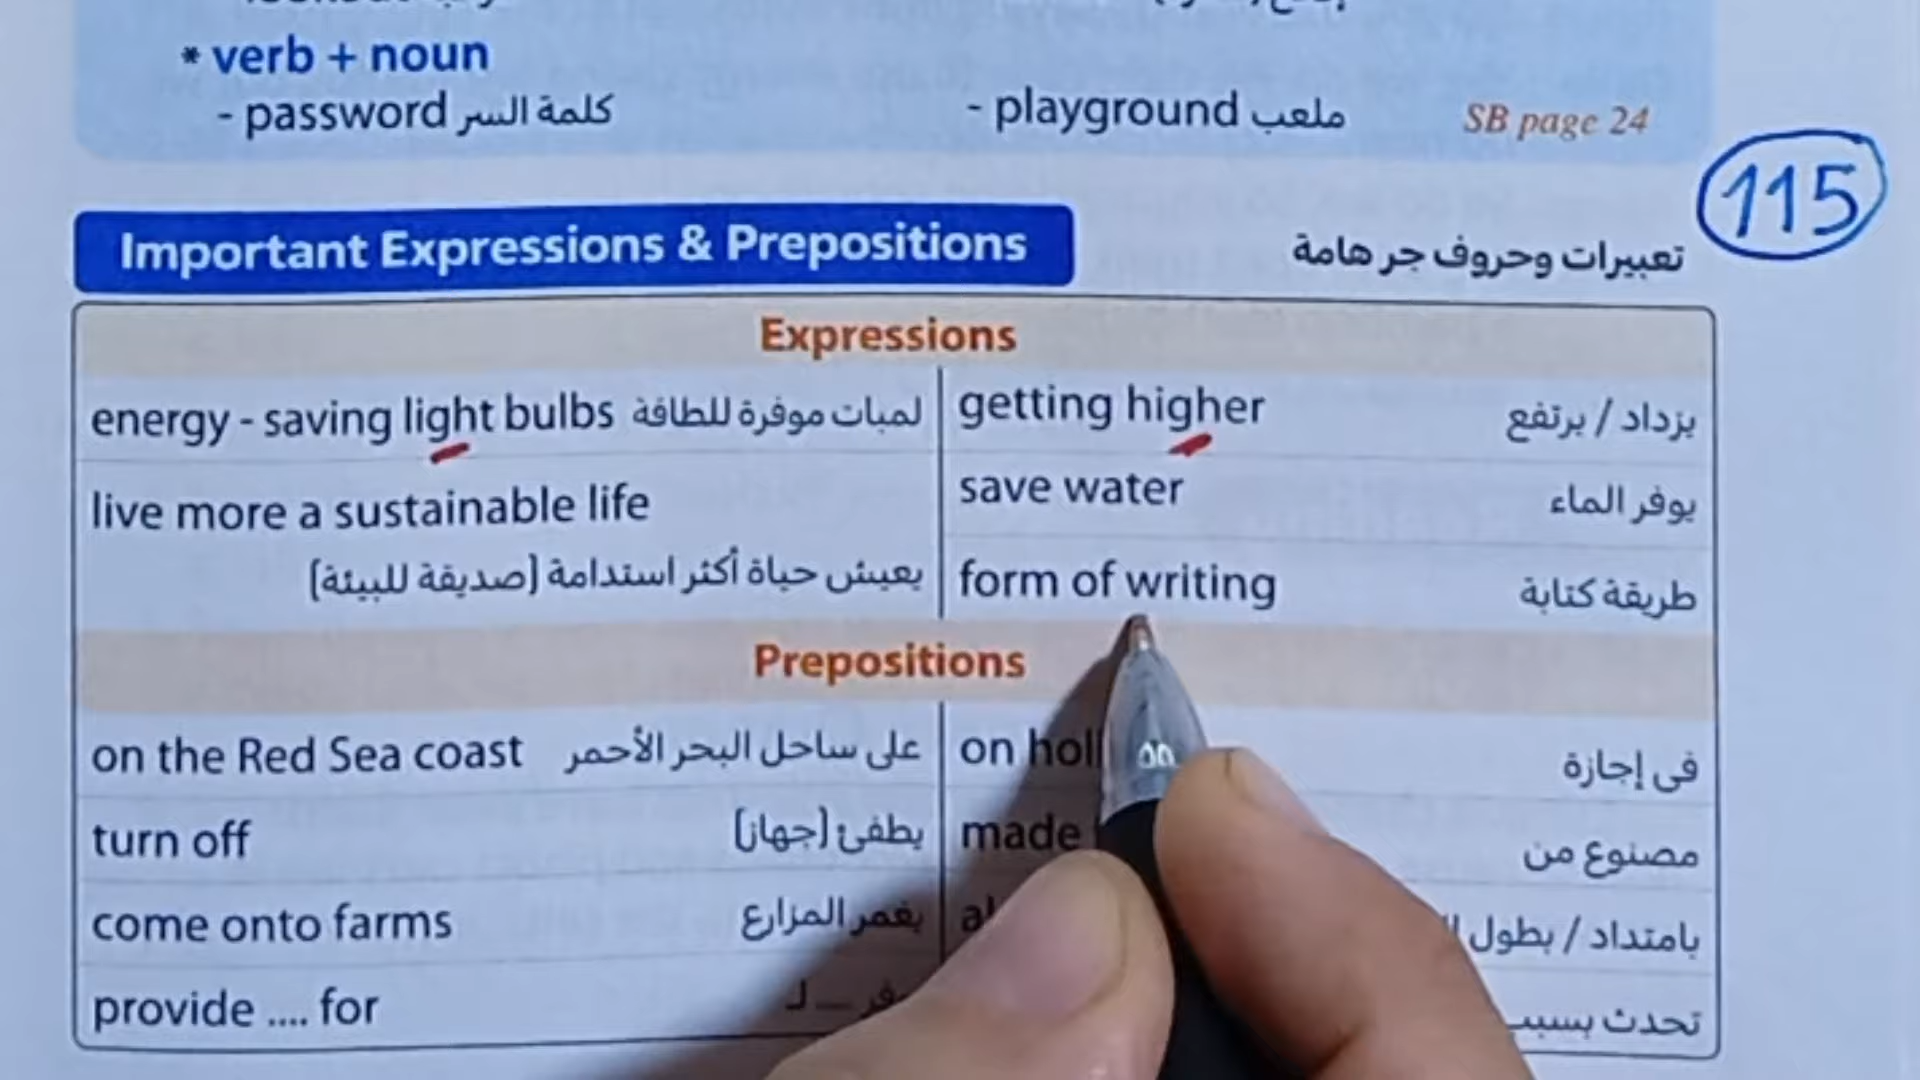 * verb + noun
- password كلمة السر - playground ملعب SB page 24
115
Important Expressions & Prepositions تعبيرات وحروف جر هامة
Expressions
energy - saving light bulbs لمبات موفرة للطاقة
getting higher يزداد / يرتفع
live more a sustainable life
يعيش حياة أكثر استدامة (صديقة للبيئة)
save water يوفر الماء
form of writing طريقة كتابة
Prepositions
on the Red Sea coast على ساحل البحر الأحمر
on فى إجازة
turn off يطفئ (جهاز)
made مصنوع من
come onto farms يغمر المزارع
بامتداد / بطول
provide .... for
تحدث بسبب